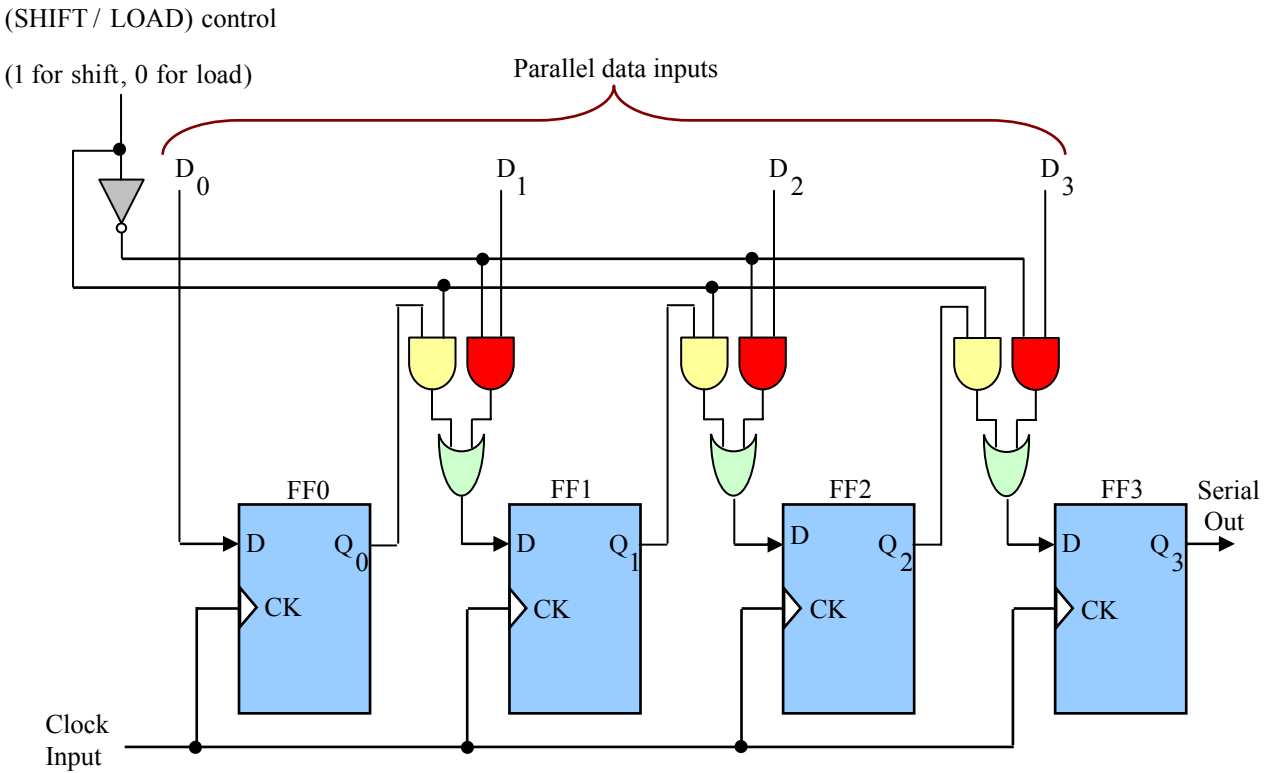 (SHIFT / LOAD) control
(1 for shift, 0 for load)
Parallel data inputs
D0
D1
D2
D3
FF0
FF1
FF2
FF3
Serial
Out
D
Q0
D
Q1
D
Q2
D
Q3
CK
CK
CK
CK
Clock
Input